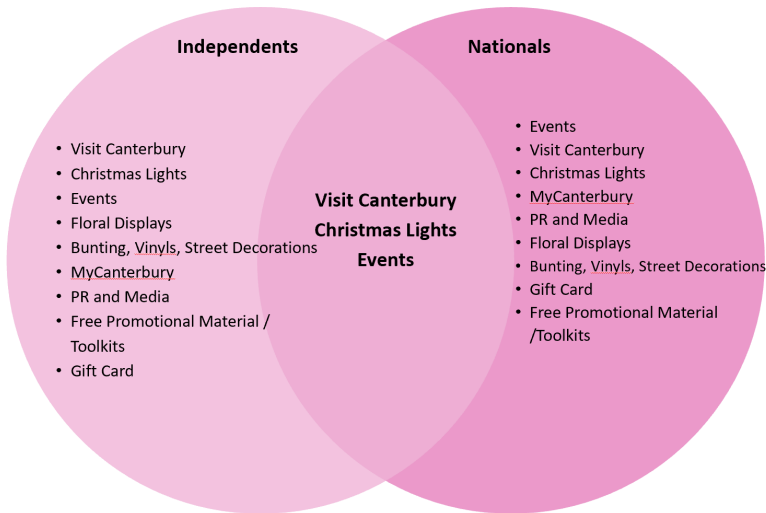 Independents
• Visit Canterbury
• Christmas Lights
• Events
• Floral Displays
• Bunting, Vinyls, Street Decorations
• MyCanterbury
• PR and Media
• Free Promotional Material /
Toolkits
• Gift Card
Visit Canterbury
Christmas Lights
Events
Nationals
• Events
• Visit Canterbury
• Christmas Lights
• MyCanterbury
• PR and Media
• Floral Displays
• Bunting, Vinyls, Street Decorations
• Gift Card
• Free Promotional Material
/Toolkits